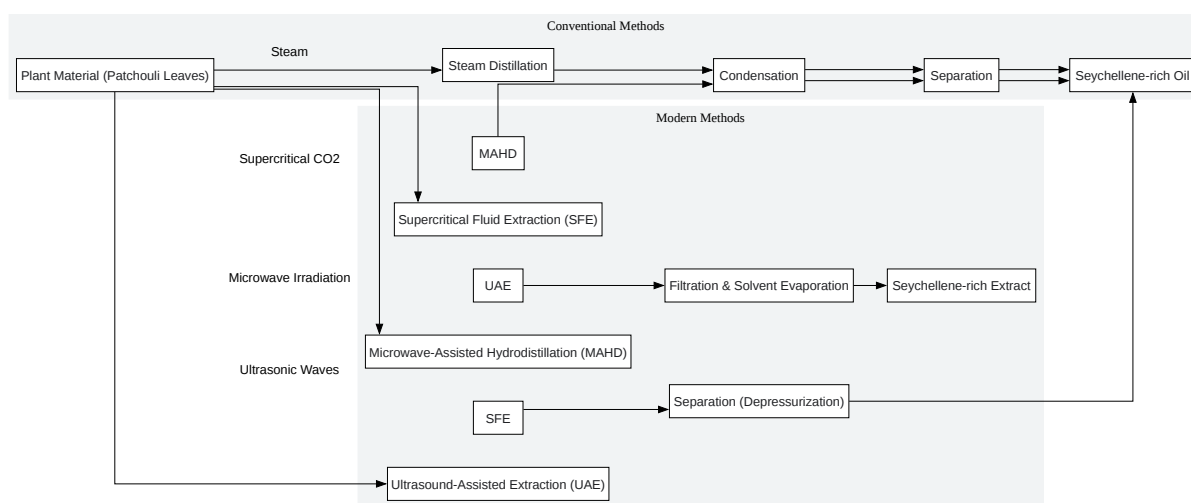 Conventional Methods
Steam
Plant Material (Patchouli Leaves)
Steam Distillation
Condensation
Separation
Seychellene-rich Oil
Modern Methods
MAHD
Supercritical CO2
Supercritical Fluid Extraction (SFE)
Microwave Irradiation
UAE
Filtration & Solvent Evaporation
Seychellene-rich Extract
Microwave-Assisted Hydrodistillation (MAHD)
Ultrasonic Waves
SFE
Separation (Depressurization)
Ultrasound-Assisted Extraction (UAE)